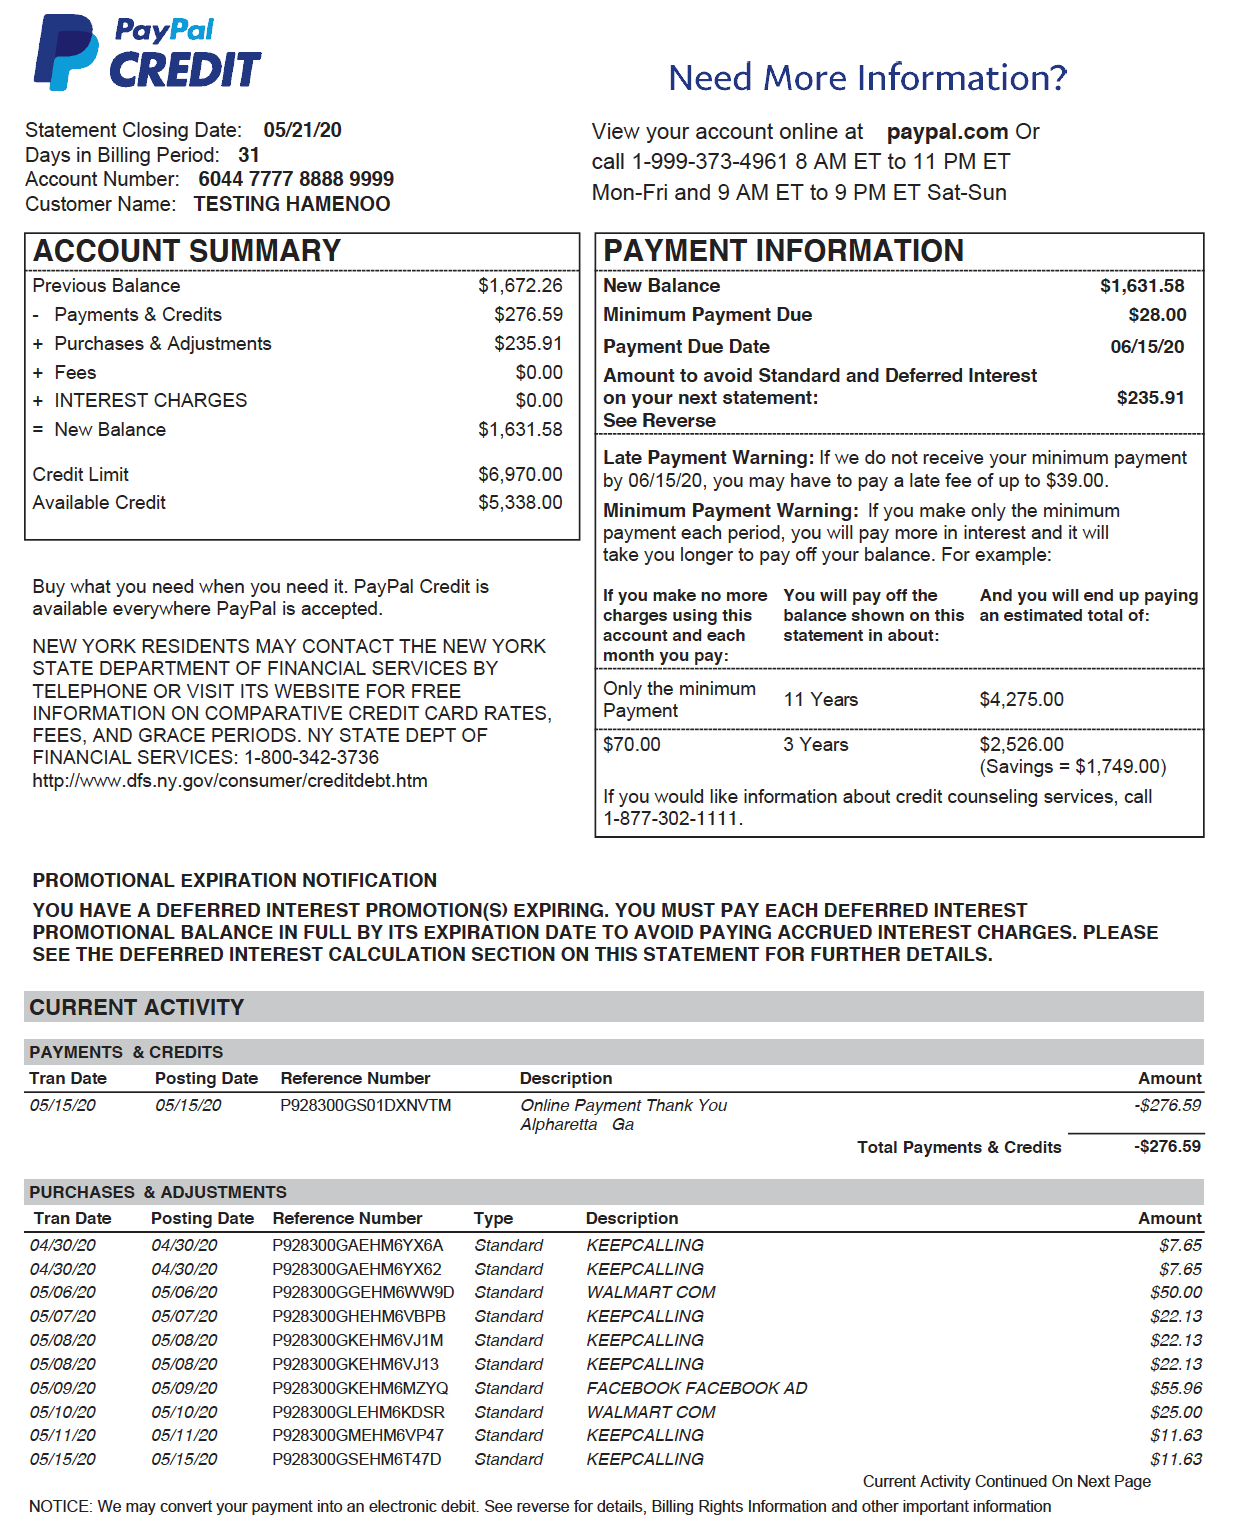 PayPal
CREDIT
Need More Information?
Statement Closing Date: 05/21/20
Days in Billing Period: 31
Account Number: 6044 7777 8888 9999
Customer Name: TESTING HAMENOO
View your account online at paypal.com Or
call 1-999-373-4961 8 AM ET to 11 PM ET
Mon-Fri and 9 AM ET to 9 PM ET Sat-Sun
ACCOUNT SUMMARY
Previous Balance $1,672.26
- Payments & Credits $276.59
+ Purchases & Adjustments $235.91
+ Fees $0.00
+ INTEREST CHARGES $0.00
= New Balance $1,631.58
Credit Limit $6,970.00
Available Credit $5,338.00
Buy what you need when you need it. PayPal Credit is
available everywhere PayPal is accepted.
NEW YORK RESIDENTS MAY CONTACT THE NEW YORK
STATE DEPARTMENT OF FINANCIAL SERVICES BY
TELEPHONE OR VISIT ITS WEBSITE FOR FREE
INFORMATION ON COMPARATIVE CREDIT CARD RATES,
FEES, AND GRACE PERIODS. NY STATE DEPT OF
FINANCIAL SERVICES: 1-800-342-3736
http://www.dfs.ny.gov/consumer/creditdebt.htm
PAYMENT INFORMATION
New Balance $1,631.58
Minimum Payment Due $28.00
Payment Due Date 06/15/20
Amount to avoid Standard and Deferred Interest
on your next statement: $235.91
See Reverse
Late Payment Warning: If we do not receive your minimum payment
by 06/15/20, you may have to pay a late fee of up to $39.00.
Minimum Payment Warning: If you make only the minimum
payment each period, you will pay more in interest and it will
take you longer to pay off your balance. For example:
If you make no more You will pay off the And you will end up paying
charges using this balance shown on this an estimated total of:
account and each statement in about:
month you pay:
Only the minimum
Payment 11 Years $4,275.00
$70.00 3 Years $2,526.00
(Savings = $1,749.00)
If you would like information about credit counseling services, call
1-877-302-1111.
PROMOTIONAL EXPIRATION NOTIFICATION
YOU HAVE A DEFERRED INTEREST PROMOTION(S) EXPIRING. YOU MUST PAY EACH DEFERRED INTEREST
PROMOTIONAL BALANCE IN FULL BY ITS EXPIRATION DATE TO AVOID PAYING ACCRUED INTEREST CHARGES. PLEASE
SEE THE DEFERRED INTEREST CALCULATION SECTION ON THIS STATEMENT FOR FURTHER DETAILS.
CURRENT ACTIVITY
PAYMENTS & CREDITS
Tran Date Posting Date Reference Number Description Amount
05/15/20 05/15/20 P928300GS01DXNVTM Online Payment Thank You -$276.59
Alpharetta Ga
Total Payments & Credits -$276.59
PURCHASES & ADJUSTMENTS
Tran Date Posting Date Reference Number Type Description Amount
04/30/20 04/30/20 P928300GAEHM6YX6A Standard KEEPCALLING $7.65
04/30/20 04/30/20 P928300GAEHM6YX62 Standard KEEPCALLING $7.65
05/06/20 05/06/20 P928300GGEHM6WW9D Standard WALMART COM $50.00
05/07/20 05/07/20 P928300GHEHM6VBPB Standard KEEPCALLING $22.13
05/08/20 05/08/20 P928300GKEHM6VJ1M Standard KEEPCALLING $22.13
05/08/20 05/08/20 P928300GKEHM6VJ13 Standard KEEPCALLING $22.13
05/09/20 05/09/20 P928300GKEHM6MZYQ Standard FACEBOOK FACEBOOK AD $55.96
05/10/20 05/10/20 P928300GLEHM6KDSR Standard WALMART COM $25.00
05/11/20 05/11/20 P928300GMEHM6VP47 Standard KEEPCALLING $11.63
05/15/20 05/15/20 P928300GSEHM6T47D Standard KEEPCALLING $11.63
Current Activity Continued On Next Page
NOTICE: We may convert your payment into an electronic debit. See reverse for details, Billing Rights Information and other important information